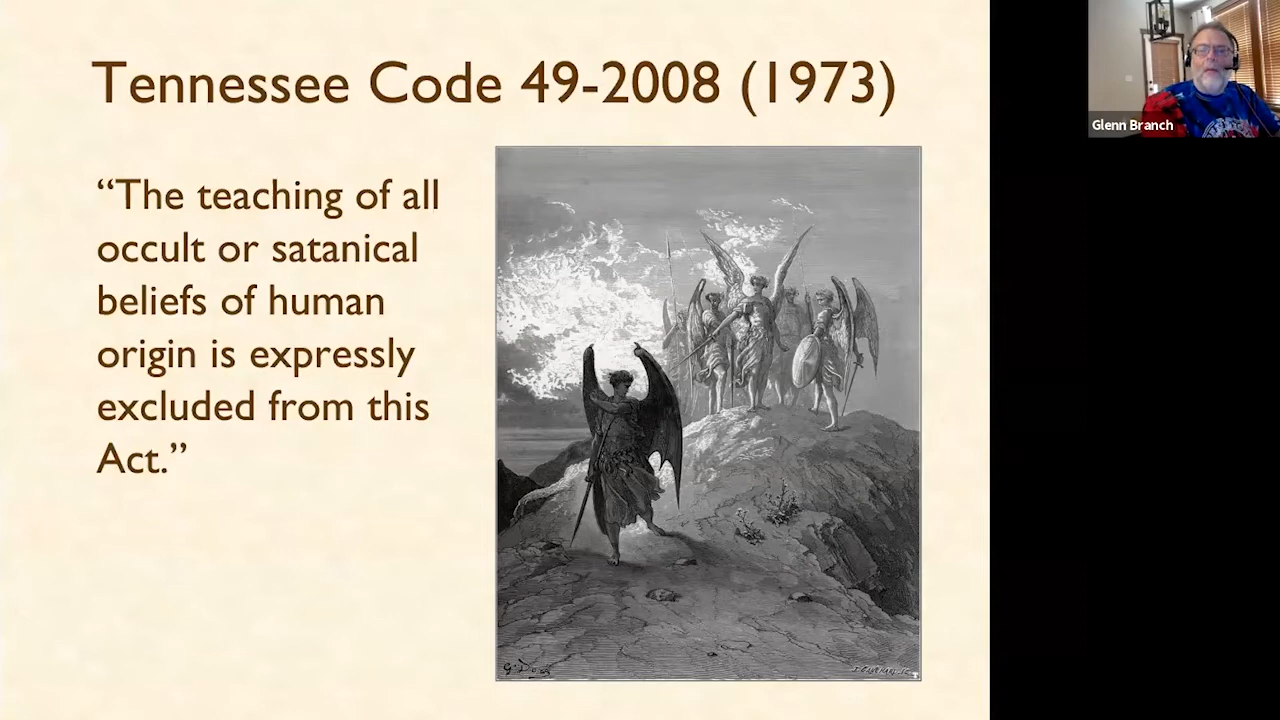 Tennessee Code 49-2008 (1973)
“The teaching of all
occult or satanical
beliefs of human
origin is expressly
excluded from this
Act.”
Glenn Branch
G. Doré